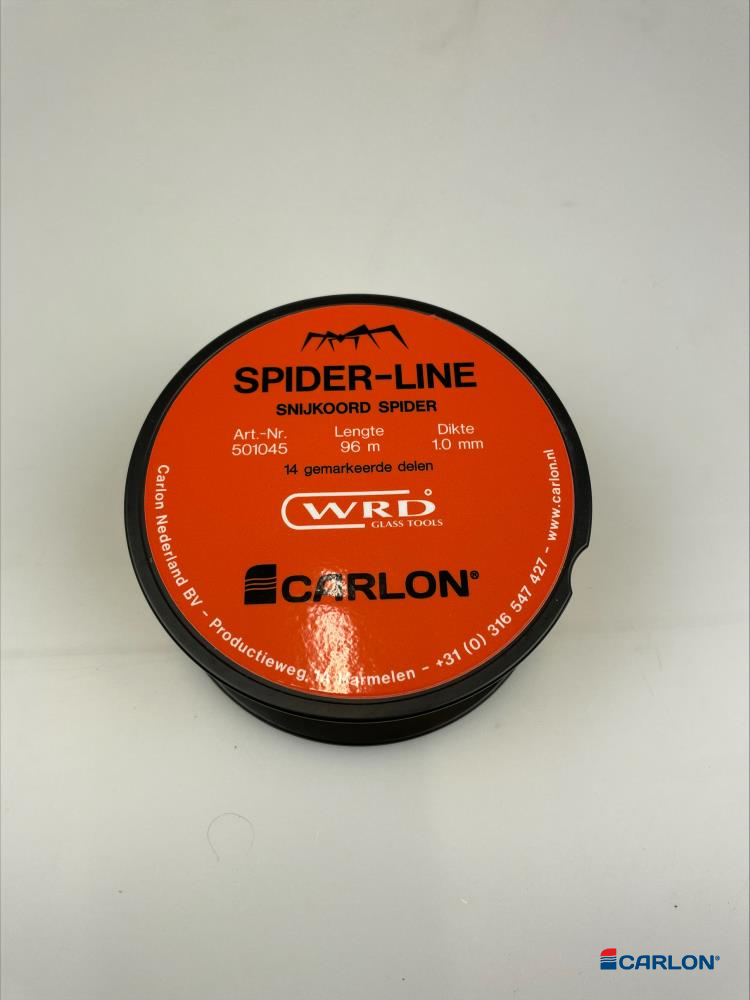 SPIDER-LINE
SNIJKOORD SPIDER
Art.-Nr. Lengte Dikte
501045 96 m 1.0 mm
14 gemarkeerde delen
WRD°
GLASS TOOLS
CARLON®
Carlon Nederland BV - Productieweg, 14 Harmelen - +31 (0) 316 547 427 - www.carlon.nl
CARLON®